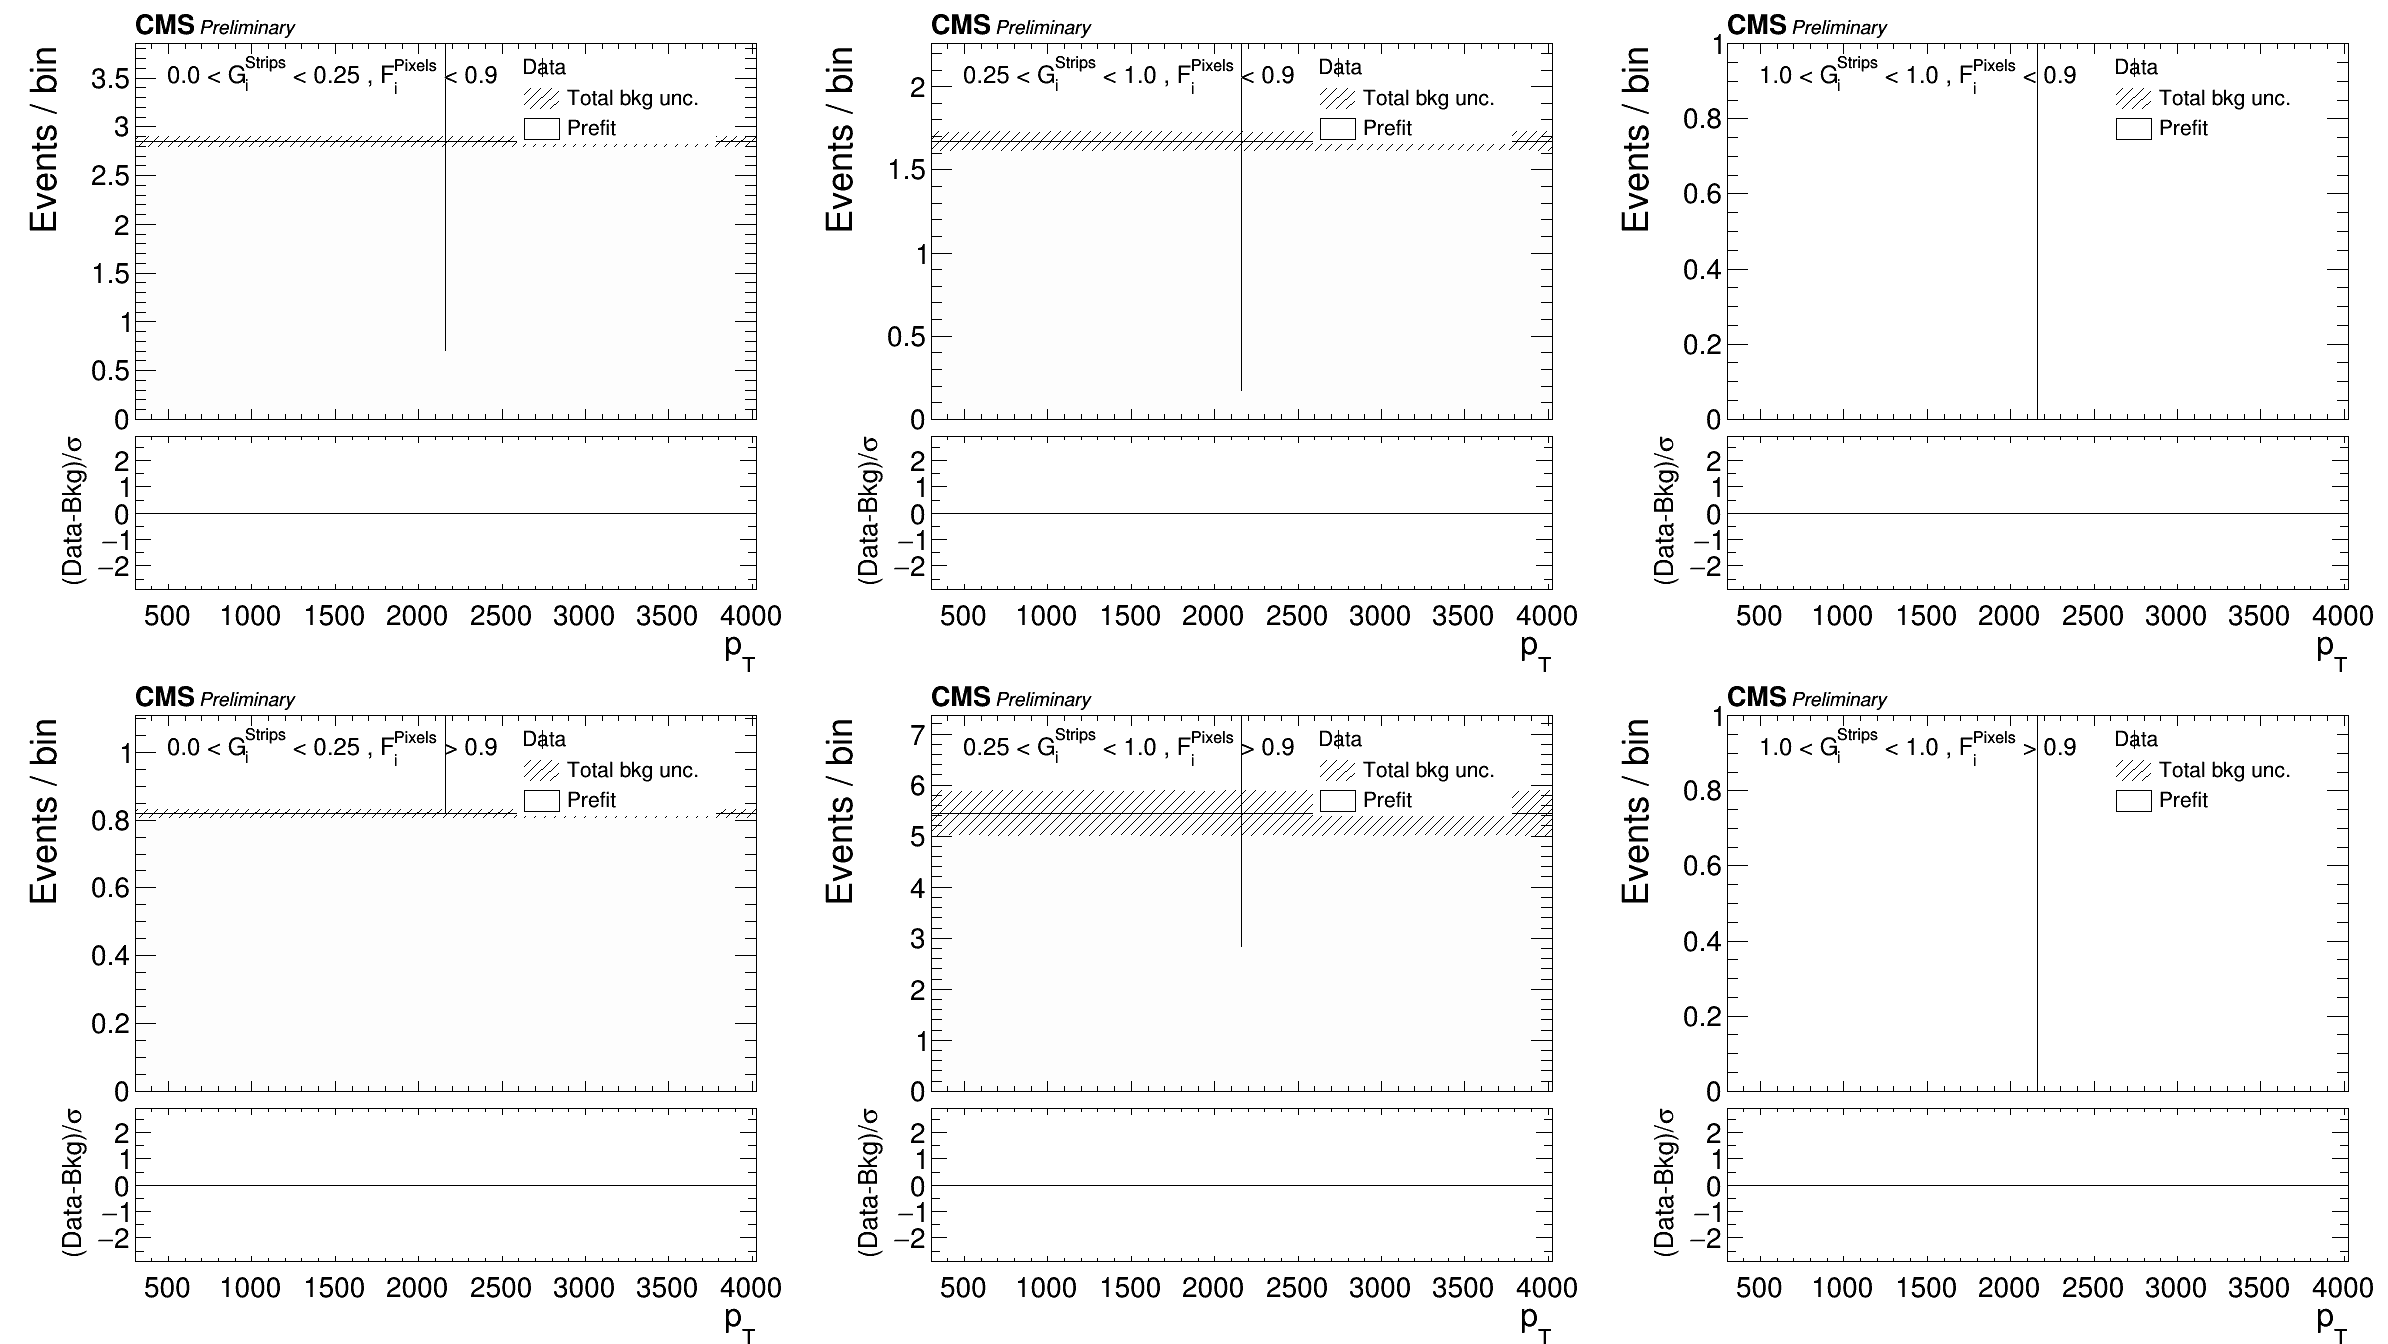 CMS Preliminary
Events / bin
0.0 < G_i^Strips < 0.25 , F_i^Pixels < 0.9
Data
Total bkg unc.
Prefit
3.5
3
2.5
2
1.5
1
0.5
0
(Data-Bkg)/σ
2
1
0
−1
−2
500 1000 1500 2000 2500 3000 3500 4000
p_T
CMS Preliminary
Events / bin
0.25 < G_i^Strips < 1.0 , F_i^Pixels < 0.9
Data
Total bkg unc.
Prefit
2
1.5
1
0.5
0
(Data-Bkg)/σ
2
1
0
−1
−2
500 1000 1500 2000 2500 3000 3500 4000
p_T
CMS Preliminary
Events / bin
1.0 < G_i^Strips < 1.0 , F_i^Pixels < 0.9
Data
Total bkg unc.
Prefit
1
0.8
0.6
0.4
0.2
0
(Data-Bkg)/σ
2
1
0
−1
−2
500 1000 1500 2000 2500 3000 3500 4000
p_T
CMS Preliminary
Events / bin
0.0 < G_i^Strips < 0.25 , F_i^Pixels > 0.9
Data
Total bkg unc.
Prefit
1
0.8
0.6
0.4
0.2
0
(Data-Bkg)/σ
2
1
0
−1
−2
500 1000 1500 2000 2500 3000 3500 4000
p_T
CMS Preliminary
Events / bin
0.25 < G_i^Strips < 1.0 , F_i^Pixels > 0.9
Data
Total bkg unc.
Prefit
7
6
5
4
3
2
1
0
(Data-Bkg)/σ
2
1
0
−1
−2
500 1000 1500 2000 2500 3000 3500 4000
p_T
CMS Preliminary
Events / bin
1.0 < G_i^Strips < 1.0 , F_i^Pixels > 0.9
Data
Total bkg unc.
Prefit
1
0.8
0.6
0.4
0.2
0
(Data-Bkg)/σ
2
1
0
−1
−2
500 1000 1500 2000 2500 3000 3500 4000
p_T